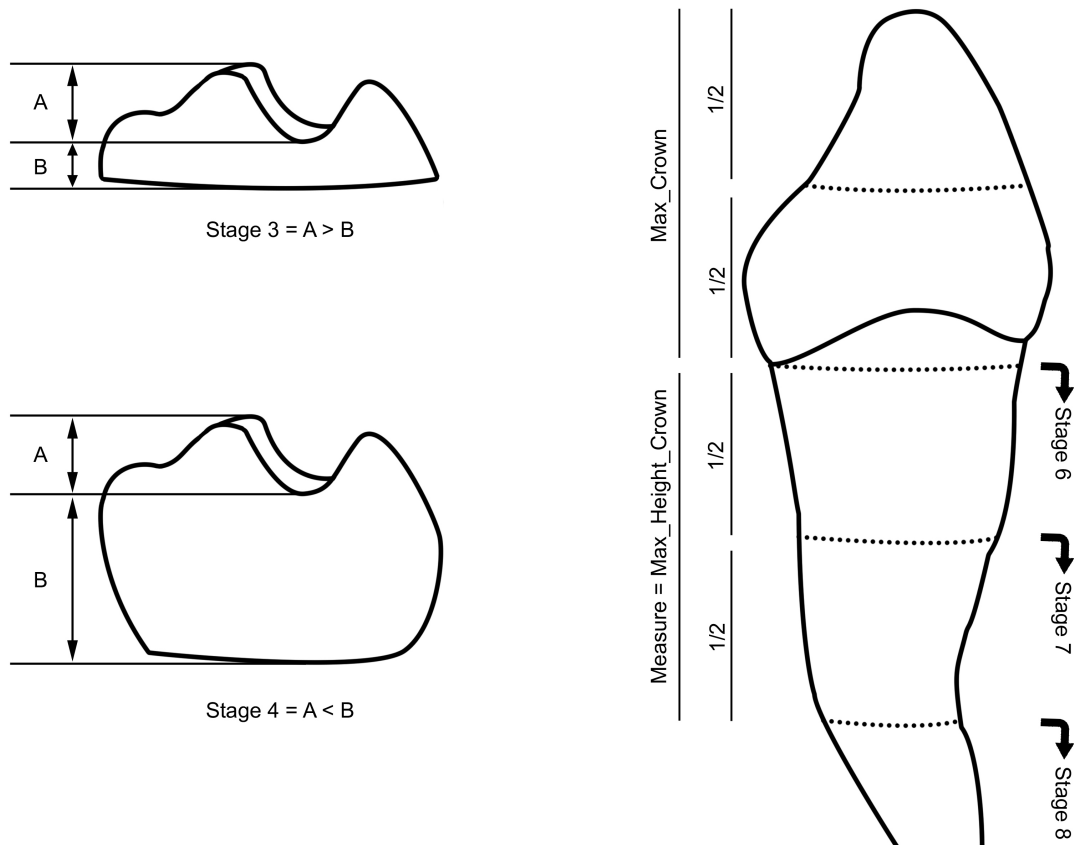 A
B
Stage 3 = A > B
A
B
Stage 4 = A < B
Max_Crown
1/2
1/2
Measure = Max_Height_Crown
1/2
1/2
Stage 6
Stage 7
Stage 8